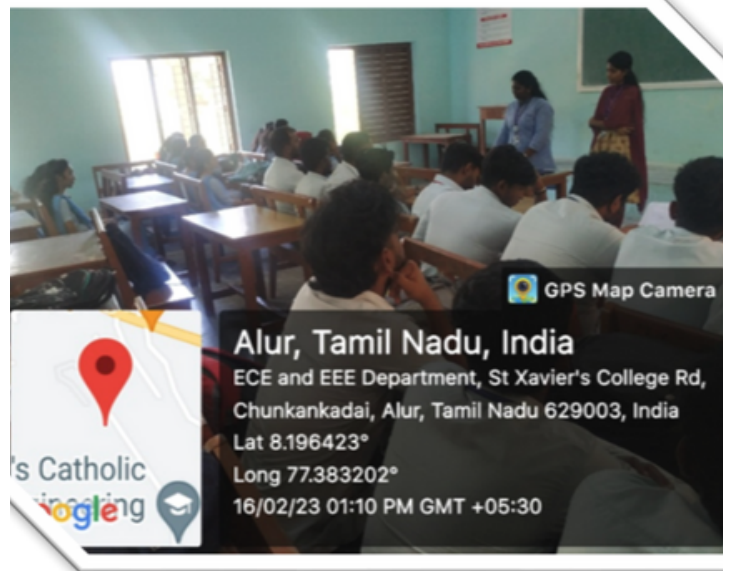 GPS Map Camera
Alur, Tamil Nadu, India
ECE and EEE Department, St Xavier's College Rd,
Chunkankadai, Alur, Tamil Nadu 629003, India
Lat 8.196423°
Long 77.383202°
16/02/23 01:10 PM GMT +05:30
's Catholic
Google